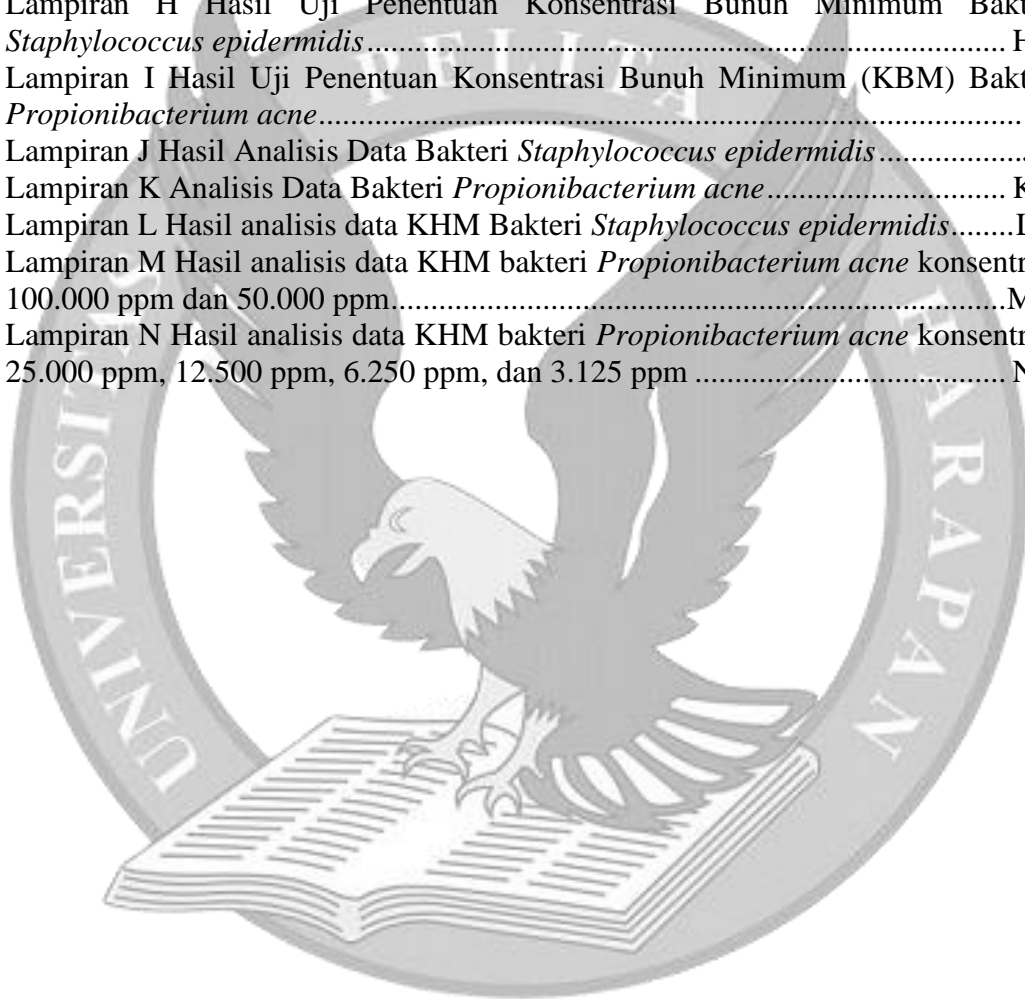 Lampiran H Hasil Uji Penentuan Konsentrasi Bunuh Minimum
Staphylococcus epidermidis........................................................................ H
Lampiran I Hasil Uji Penentuan Konsentrasi Bunuh Minimum (KBM)
Propionibacterium acne................................................................................
Lampiran J Hasil Analisis Data Bakteri Staphylococcus epidermidis.................
Lampiran K Analisis Data Bakteri Propionibacterium acne........................... K
Lampiran L Hasil analisis data KHM Bakteri Staphylococcus epidermidis........L
Lampiran M Hasil analisis data KHM bakteri Propionibacterium acne
100.000 ppm dan 50.000 ppm......................................................................M
Lampiran N Hasil analisis data KHM bakteri Propionibacterium acne
25.000 ppm, 12.500 ppm, 6.250 ppm, dan 3.125 ppm ................................... N
UNIVERSITAS PELITA HARAPAN